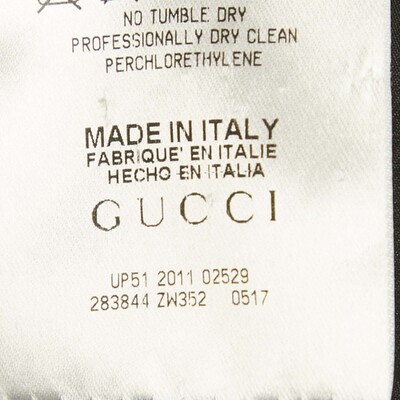 NO TUMBLE DRY
PROFESSIONALLY DRY CLEAN
PERCHLORETHYLENE
MADE IN ITALY
FABRIQUE' EN ITALIE
HECHO EN ITALIA
GUCCI
UP51 2011 02529
283844 ZW352 0517